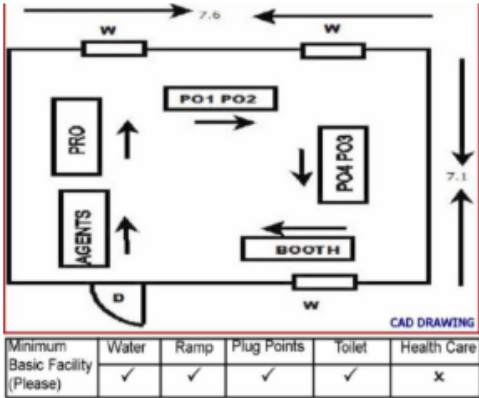 7.6
W W
PO1 PO2
PRO
PO4 PO3
7.1
AGENTS
BOOTH
D
W
CAD DRAWING
Minimum Basic Facility (Please) Water Ramp Plug Points Toilet Health Care
✓ ✓ ✓ ✓ x